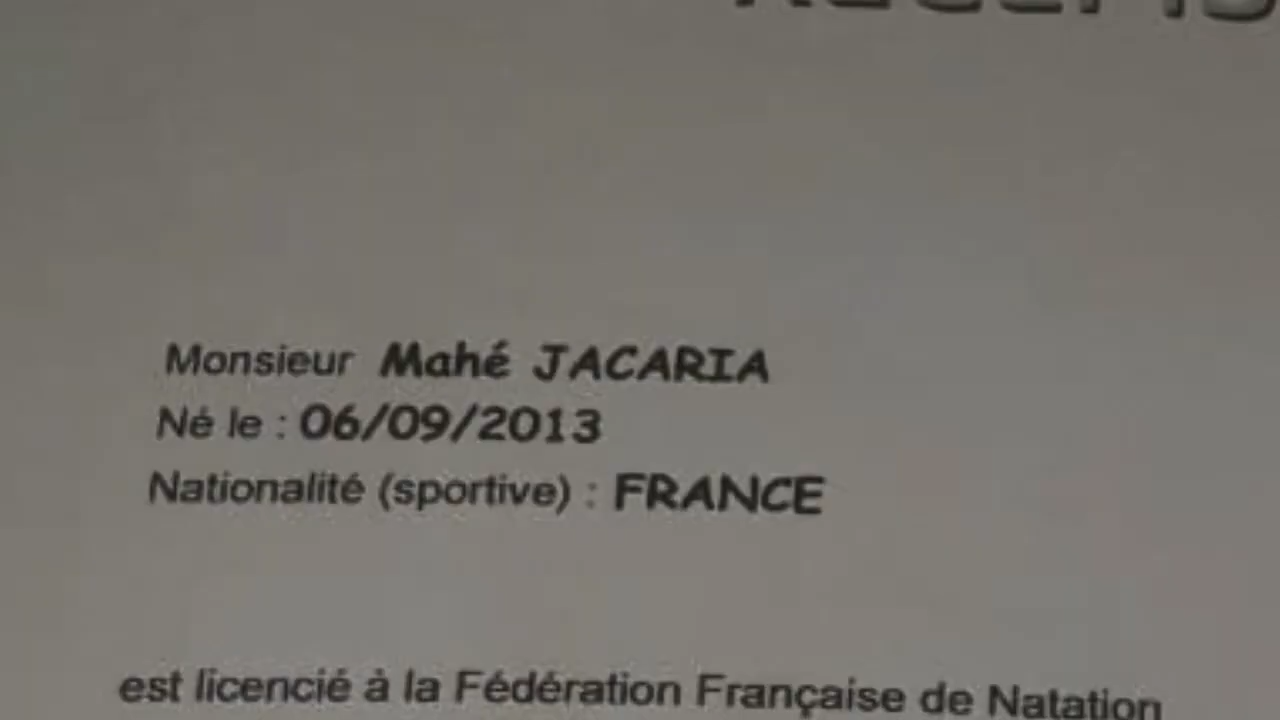 Monsieur Mahé JACARIA
Né le : 06/09/2013
Nationalité (sportive) : FRANCE
est licencié à la Fédération Française de Natation